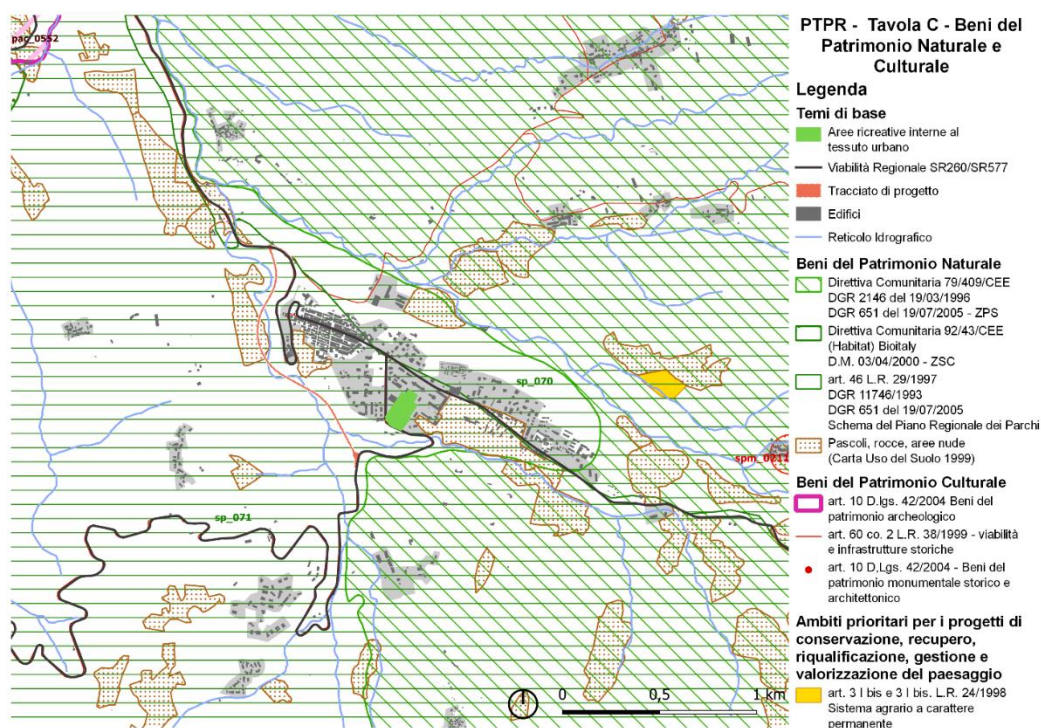 PTPR - Tavola C - Beni del
Patrimonio Naturale e
Culturale
Legenda
Temi di base
Aree ricreative interne al
tessuto urbano
Viabilità Regionale SR260/SR577
Tracciato di progetto
Edifici
Reticolo Idrografico
Beni del Patrimonio Naturale
Direttiva Comunitaria 79/409/CEE
DGR 2146 del 19/03/1996
DGR 651 del 19/07/2005 - ZPS
Direttiva Comunitaria 92/43/CEE
(Habitat) Bioitaly
D.M. 03/04/2000 - ZSC
art. 46 L.R. 29/1997
DGR 11746/1993
DGR 651 del 19/07/2005
Schema del Piano Regionale dei Parchi
Pascoli, rocce, aree nude
(Carta Uso del Suolo 1999)
Beni del Patrimonio Culturale
art. 10 D.lgs. 42/2004 Beni del
patrimonio archeologico
art. 60 co. 2 L.R. 38/1999 - viabilità
e infrastrutture storiche
art. 10 D.Lgs. 42/2004 - Beni del
patrimonio monumentale storico e
architettonico
Ambiti prioritari per i progetti di
conservazione, recupero,
riqualificazione, gestione e
valorizzazione del paesaggio
art. 3 l bis e 3 l bis. L.R. 24/1998
Sistema agrario a carattere
permanente
pac_0552
sp_070
spm_0211
sp_071
0 0,5 1 km